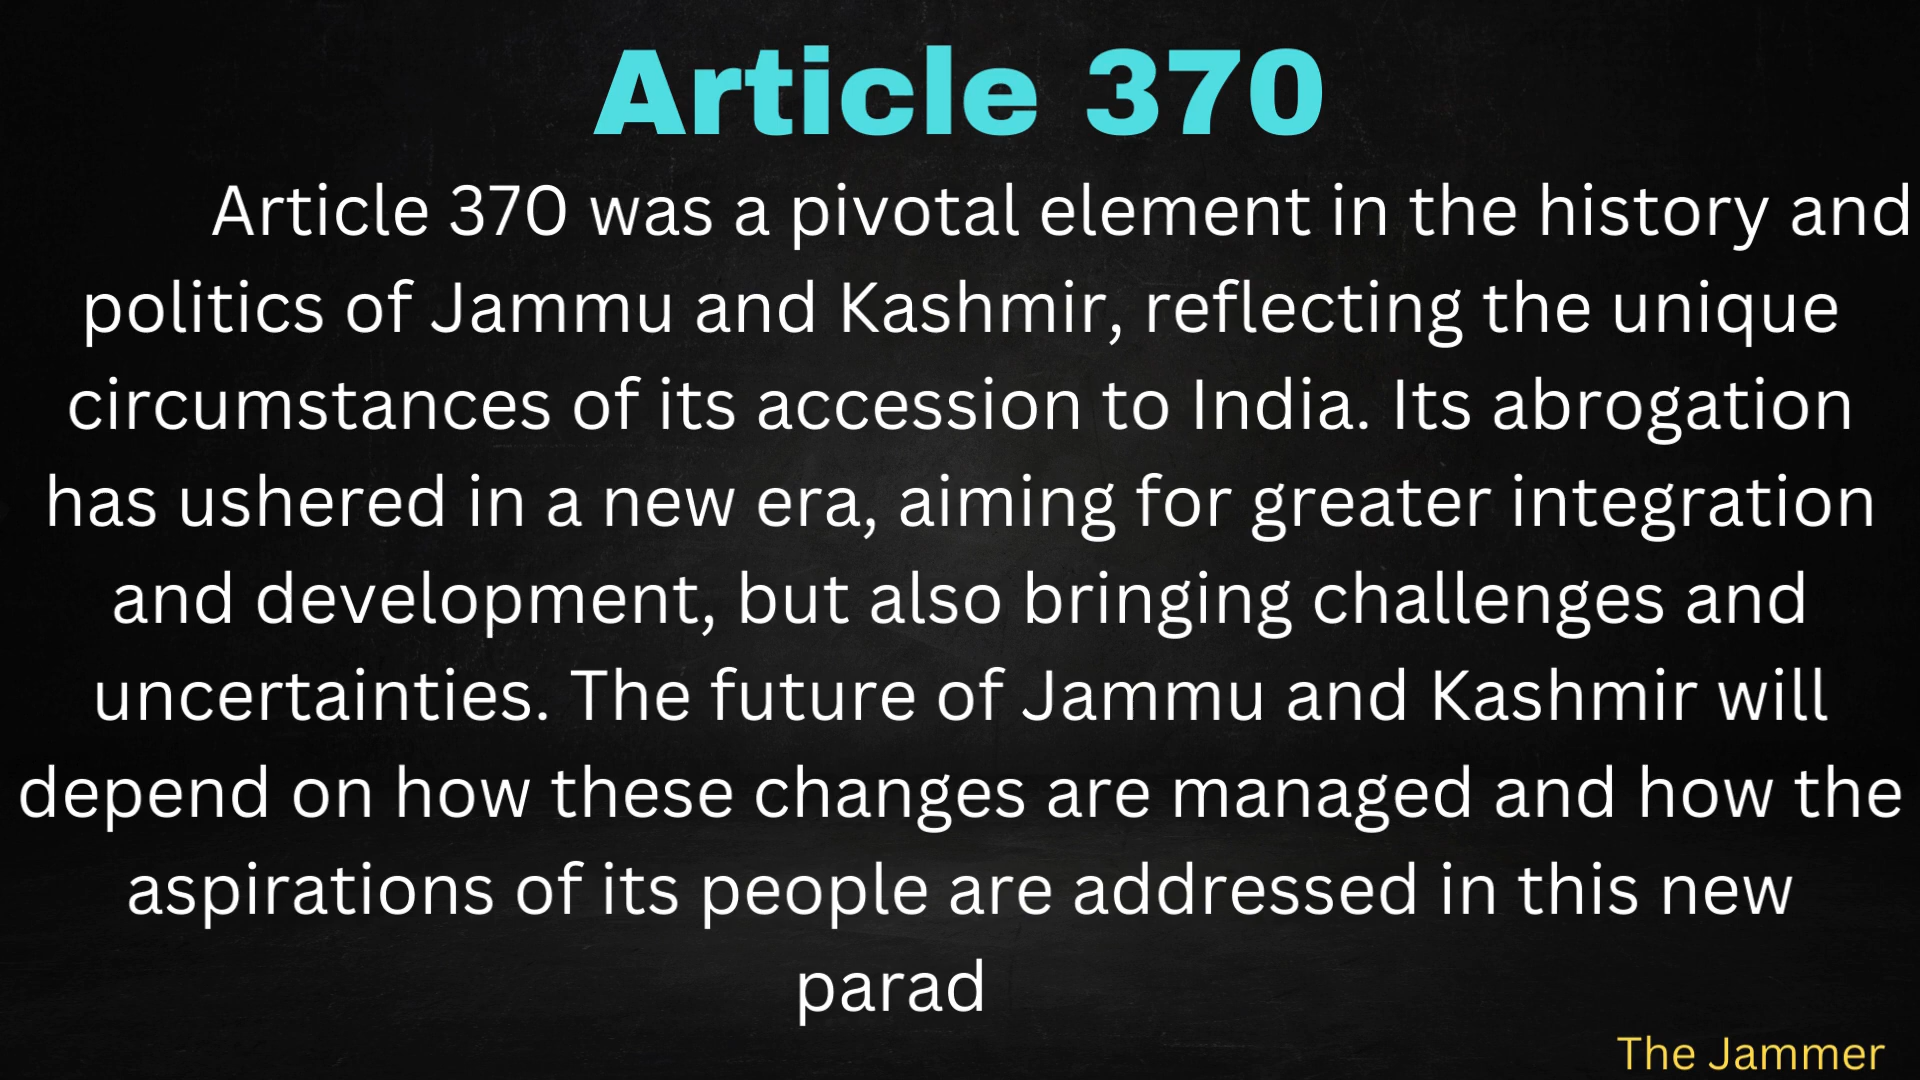 Article 370
Article 370 was a pivotal element in the history and
politics of Jammu and Kashmir, reflecting the unique
circumstances of its accession to India. Its abrogation
has ushered in a new era, aiming for greater integration
and development, but also bringing challenges and
uncertainties. The future of Jammu and Kashmir will
depend on how these changes are managed and how the
aspirations of its people are addressed in this new
parad
The Jammer